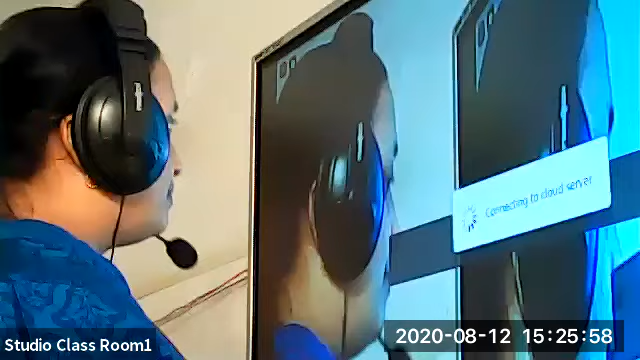 Connecting to cloud server
Studio Class Room1
2020-08-12 15:25:58